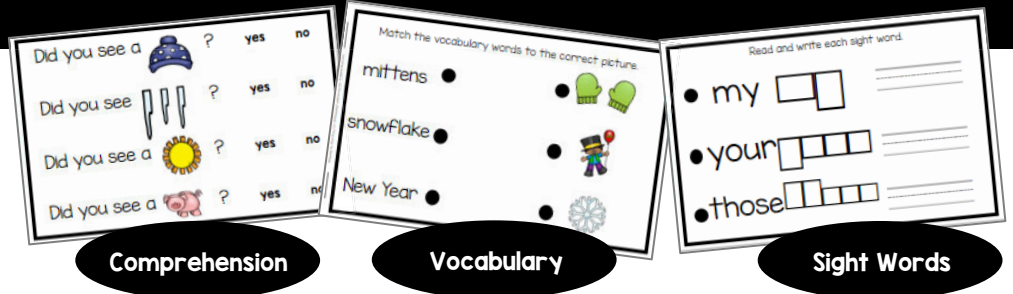 Did you see a ? yes no
Did you see ? yes no
Did you see a ? yes no
Did you see a ? yes
Comprehension
Match the vocabulary words to the correct picture.
mittens
snowflake
New Year
Vocabulary
Read and write each sight word.
my
your
those
Sight Words